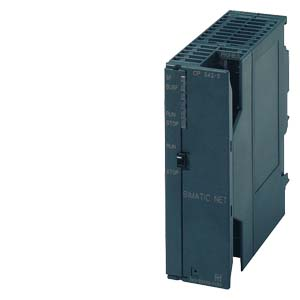 SF
CP 342-5
BUSF
RUN
STOP
RUN
STOP
SIMATIC NET